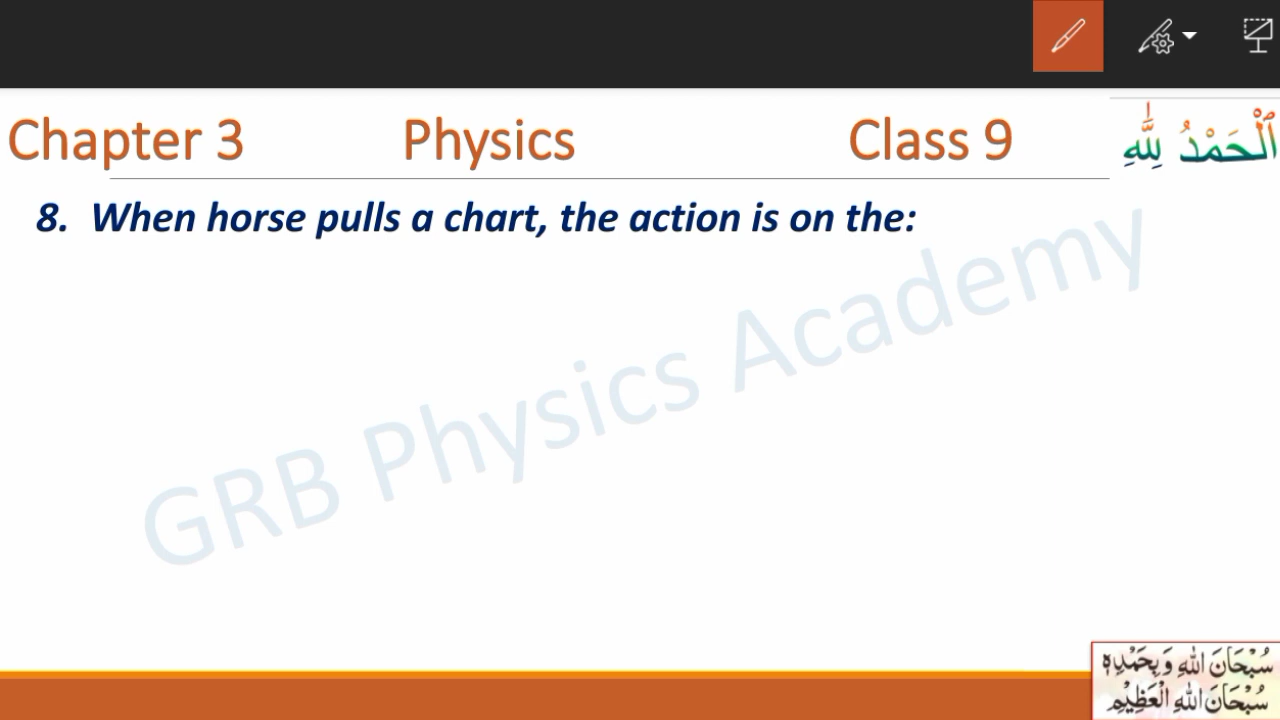 Chapter 3 Physics Class 9
اَلْحَمْدُ لِلّٰهِ
8. When horse pulls a chart, the action is on the:
GRB Physics Academy
سُبْحَانَ اللهِ وَ بِحَمْدِهٖ
سُبْحَانَ اللهِ الْعَظِيْمِ